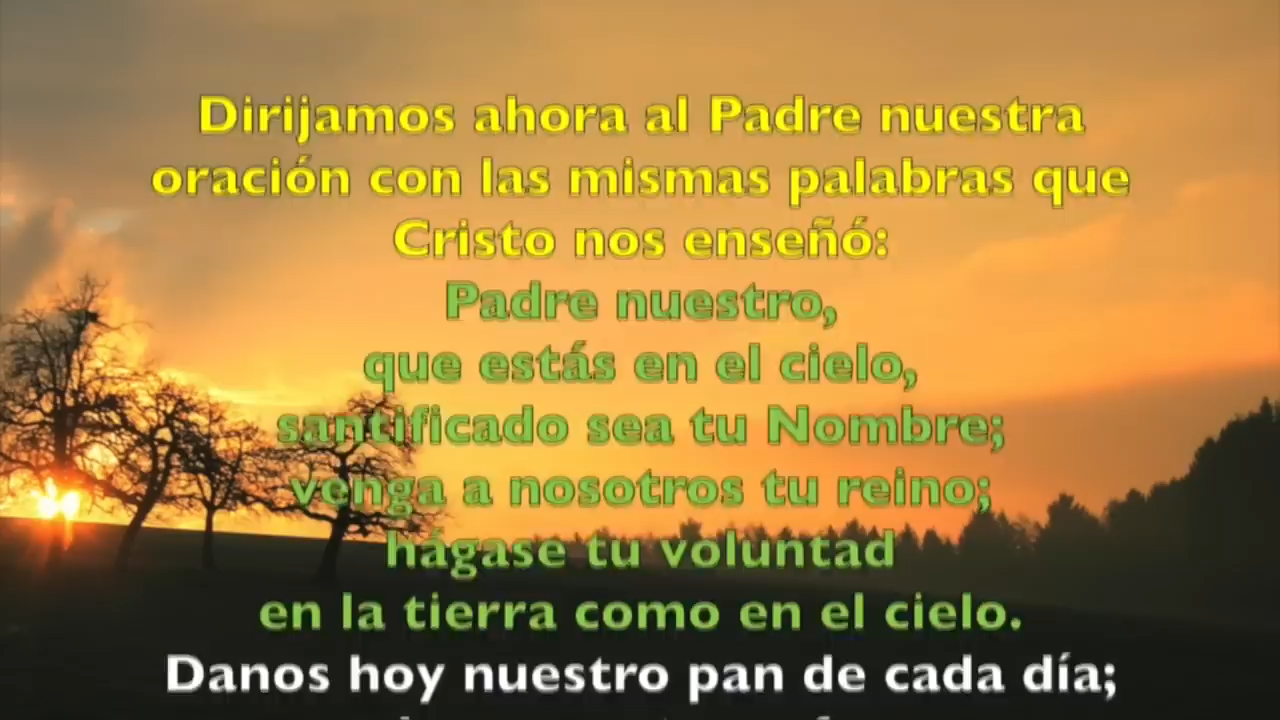 Dirijamos ahora al Padre nuestra
oración con las mismas palabras que
Cristo nos enseñó:
Padre nuestro,
que estás en el cielo,
santificado sea tu Nombre;
venga a nosotros tu reino;
hágase tu voluntad
en la tierra como en el cielo.
Danos hoy nuestro pan de cada día;